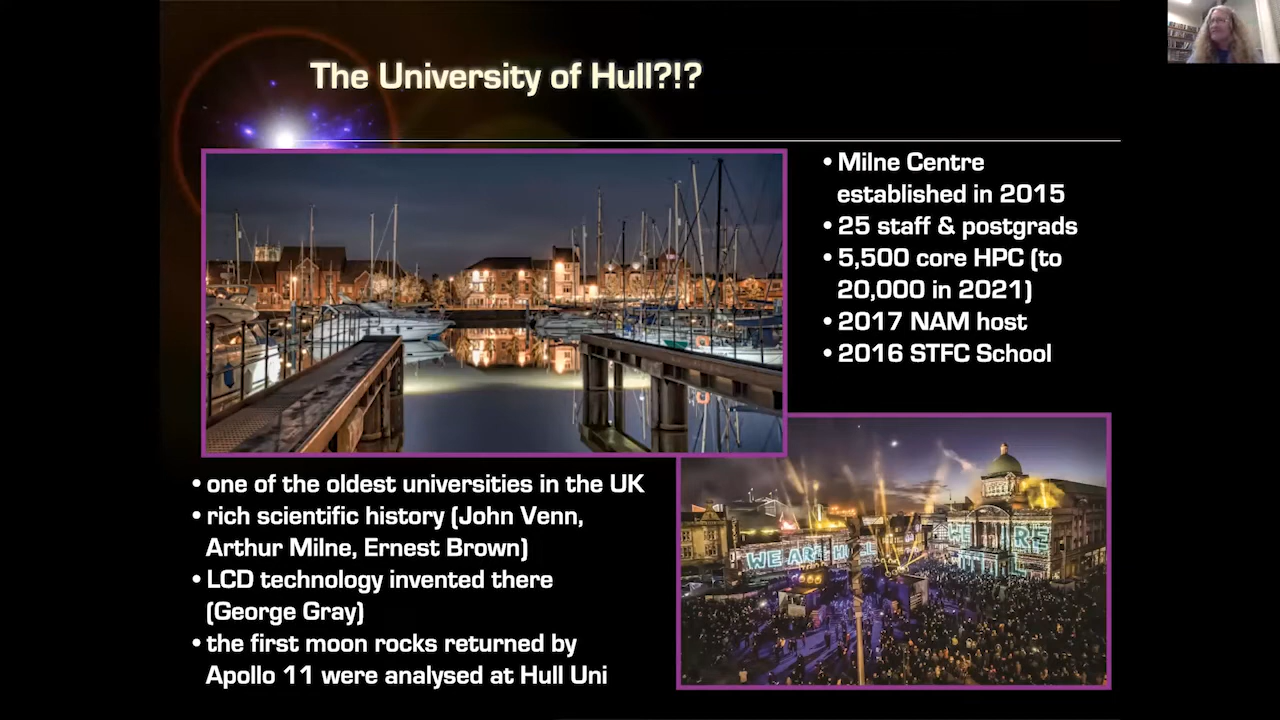 The University of Hull?!?
• Milne Centre
established in 2015
• 25 staff & postgrads
• 5,500 core HPC (to
20,000 in 2021)
• 2017 NAM host
• 2016 STFC School
• one of the oldest universities in the UK
• rich scientific history (John Venn,
Arthur Milne, Ernest Brown)
• LCD technology invented there
(George Gray)
• the first moon rocks returned by
Apollo 11 were analysed at Hull Uni
WE ARE HULL
WE